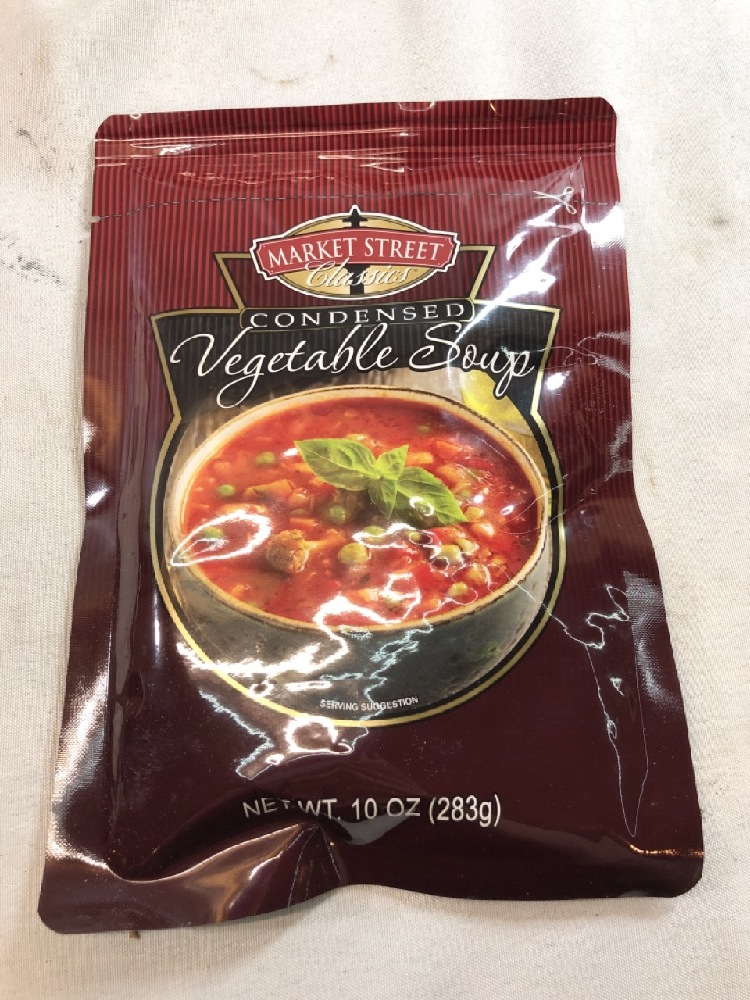 MARKET STREET
Classics
CONDENSED
Vegetable Soup
SERVING SUGGESTION
NET WT. 10 OZ (283g)